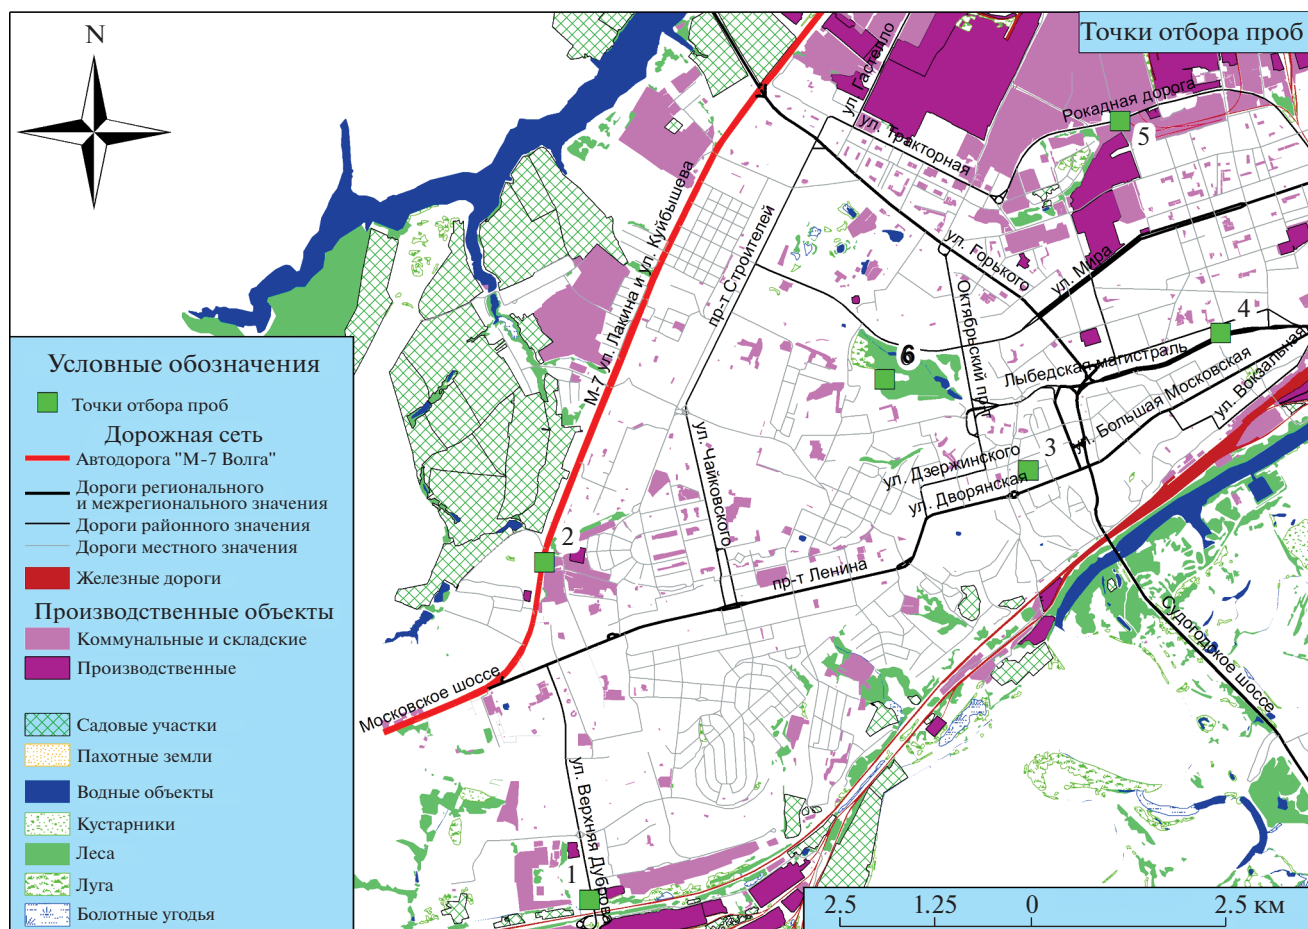 N
Точки отбора проб
ул. Гастелло
ул. Тракторная
Рокадная дорога
5
М-7 ул. Лакина и ул. Куйбышева
пр-т Строителей
ул. Горького
ул. Мира
Октябрьский пр-т
4
6
Лыбедская магистраль
ул. Большая Московская
ул. Вокзальная
ул. Чайковского
ул. Дзержинского
3
ул. Дворянская
2
пр-т Ленина
Судогодское шоссе
Московское шоссе
ул. Верхняя Дуброва
1
Условные обозначения
Точки отбора проб
Дорожная сеть
Автодорога "М-7 Волга"
Дороги регионального
и межрегионального значения
Дороги районного значения
Дороги местного значения
Железные дороги
Производственные объекты
Коммунальные и складские
Производственные
Садовые участки
Пахотные земли
Водные объекты
Кустарники
Леса
Луга
Болотные угодья
2.5 1.25 0 2.5 км